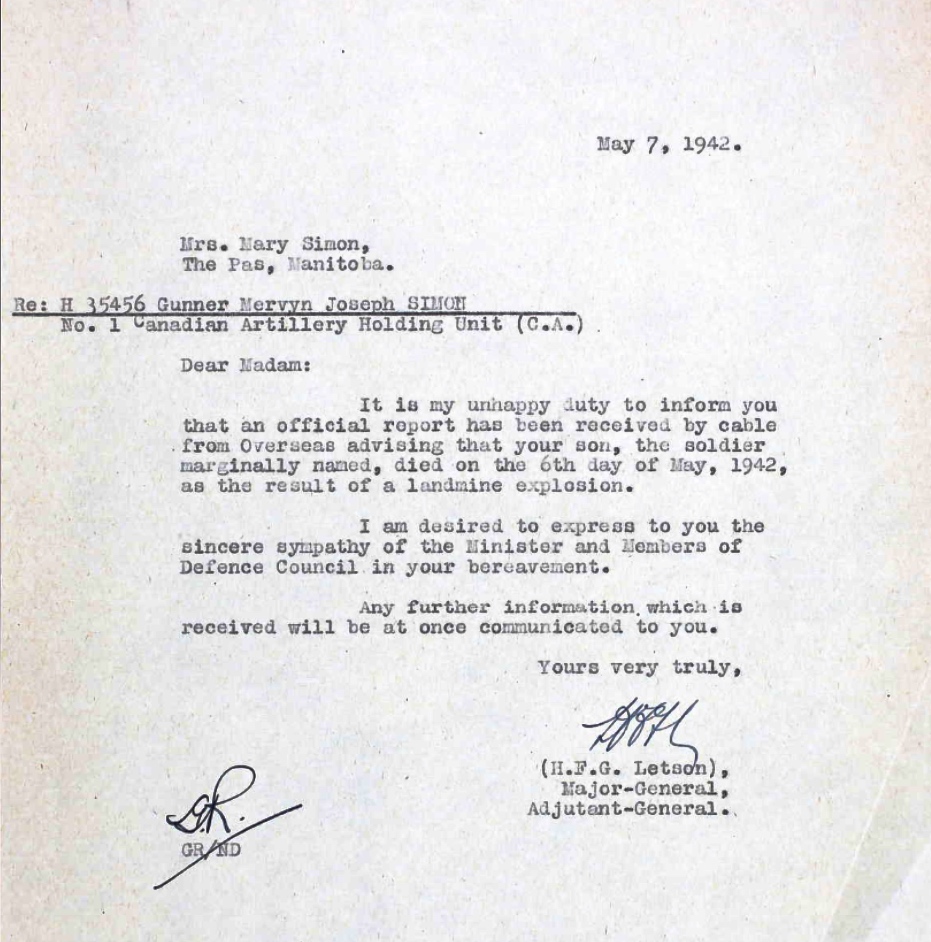 May 7, 1942.
Mrs. Mary Simon,
The Pas, Manitoba.
Re: H 35456 Gunner Mervyn Joseph SIMON
No. 1 Canadian Artillery Holding Unit (C.A.)
Dear Madam:
It is my unhappy duty to inform you
that an official report has been received by cable
from Overseas advising that your son, the soldier
marginally named, died on the 6th day of May, 1942,
as the result of a landmine explosion.
I am desired to express to you the
sincere sympathy of the Minister and Members of
Defence Council in your bereavement.
Any further information which is
received will be at once communicated to you.
Yours very truly,
(H.F.G. Letson),
Major-General,
Adjutant-General.
G.R.
GR/ND